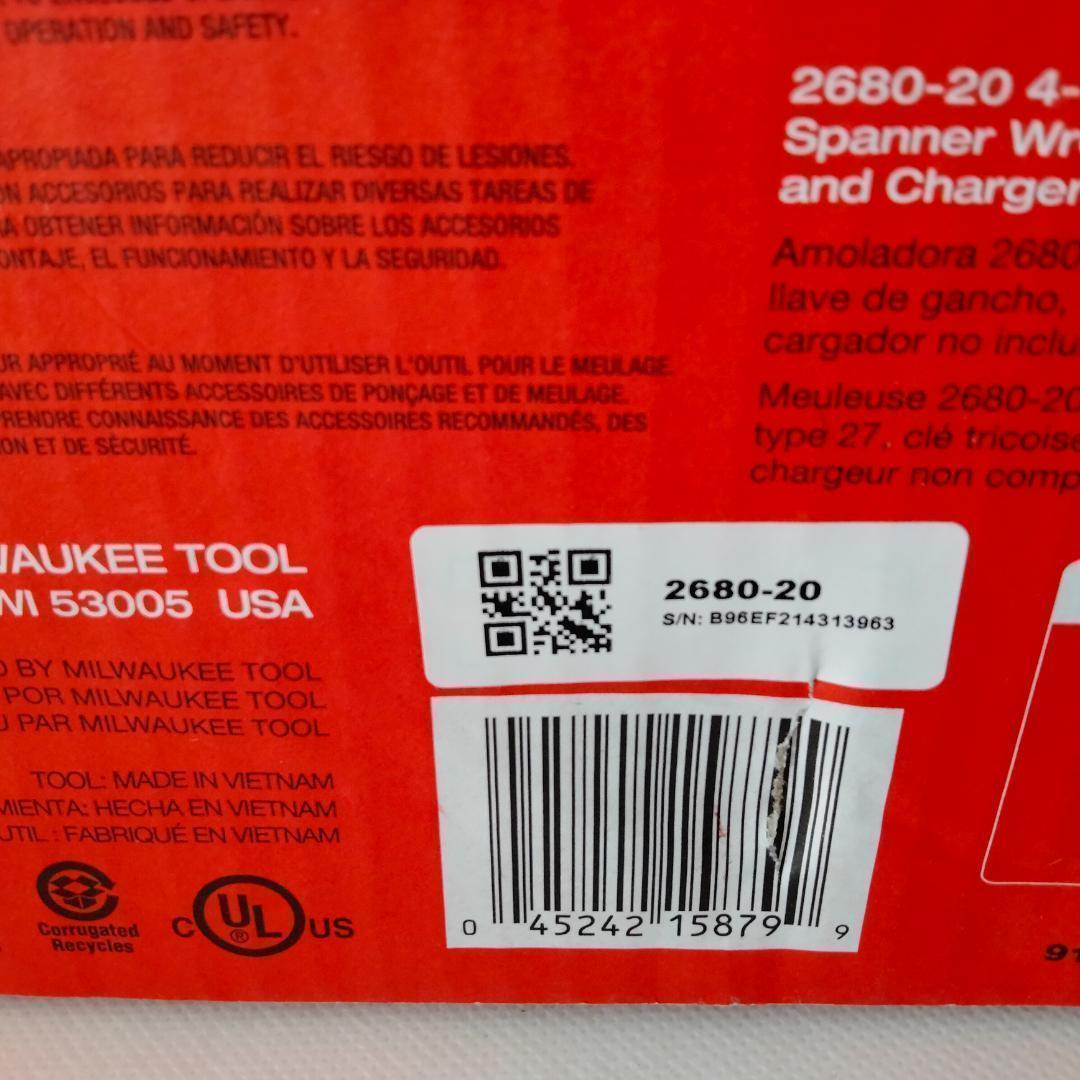 OPERATION AND SAFETY.
APROPIADA PARA REDUCIR EL RIESGO DE LESIONES.
ON ACCESORIOS PARA REALIZAR DIVERSAS TAREAS DE
RA OBTENER INFORMACIÓN SOBRE LOS ACCESORIOS
ONTAJE, EL FUNCIONAMIENTO Y LA SEGURIDAD.
UR APPROPRIÉ AU MOMENT D'UTILISER L'OUTIL POUR LE MEULAGE.
AVEC DIFFÉRENTS ACCESSOIRES DE PONÇAGE ET DE MEULAGE.
PRENDRE CONNAISSANCE DES ACCESSOIRES RECOMMANDÉS, DES
ION ET DE SÉCURITÉ.
2680-20 4-
Spanner Wr
and Charger
Amoladora 2680
llave de gancho,
cargador no inclu
Meuleuse 2680-20
type 27, clé tricoise
chargeur non comp
WAUKEE TOOL
WI 53005 USA
D BY MILWAUKEE TOOL
POR MILWAUKEE TOOL
U PAR MILWAUKEE TOOL
TOOL: MADE IN VIETNAM
MIENTA: HECHA EN VIETNAM
UTIL : FABRIQUÉ EN VIETNAM
Corrugated
Recycles
C UL ® US
2680-20
S/N: B96EF214313963
0 45242 15879 9
91